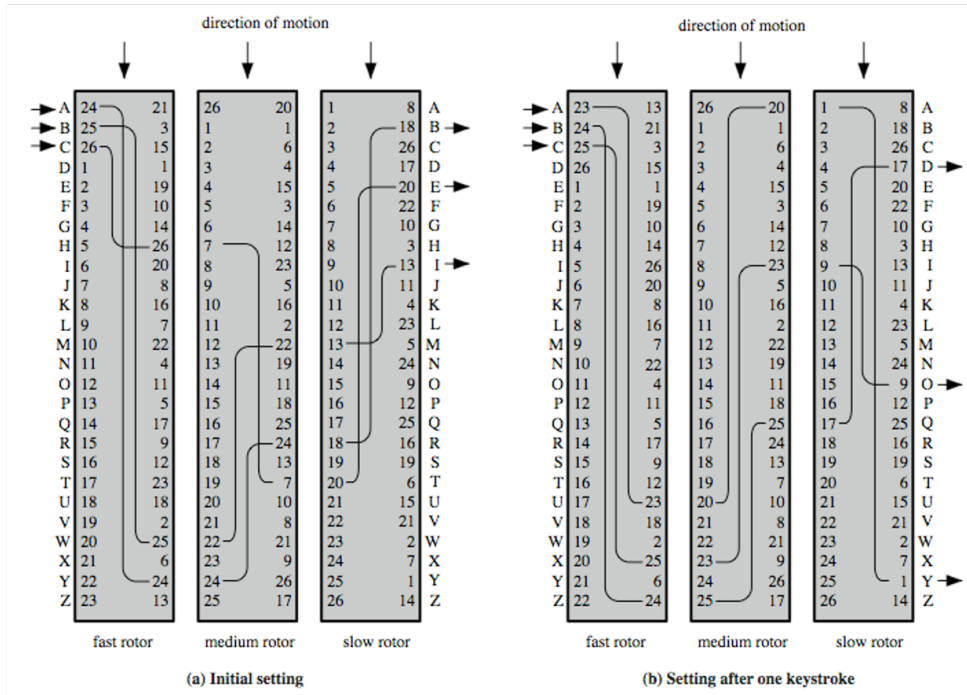 direction of motion
A 24 21 26 20 1 8 A
B 25 3 1 1 2 18 B
C 26 15 2 6 3 26 C
D 1 1 3 4 4 17 D
E 2 19 4 15 5 20 E
F 3 10 5 3 6 22 F
G 4 14 6 14 7 10 G
H 5 26 7 12 8 3 H
I 6 20 8 23 9 13 I
J 7 8 9 5 10 11 J
K 8 16 10 16 11 4 K
L 9 7 11 2 12 23 L
M 10 22 12 22 13 5 M
N 11 4 13 19 14 24 N
O 12 11 14 11 15 9 O
P 13 5 15 18 16 12 P
Q 14 17 16 25 17 25 Q
R 15 9 17 24 18 16 R
S 16 12 18 13 19 19 S
T 17 23 19 7 20 6 T
U 18 18 20 10 21 15 U
V 19 2 21 8 22 21 V
W 20 25 22 21 23 2 W
X 21 6 23 9 24 7 X
Y 22 24 24 26 25 1 Y
Z 23 13 25 17 26 14 Z
fast rotor medium rotor slow rotor
(a) Initial setting
direction of motion
A 23 13 26 20 1 8 A
B 24 21 1 1 2 18 B
C 25 3 2 6 3 26 C
D 26 15 3 4 4 17 D
E 1 1 4 15 5 20 E
F 2 19 5 3 6 22 F
G 3 10 6 14 7 10 G
H 4 14 7 12 8 3 H
I 5 26 8 23 9 13 I
J 6 20 9 5 10 11 J
K 7 8 10 16 11 4 K
L 8 16 11 2 12 23 L
M 9 7 12 22 13 5 M
N 10 22 13 19 14 24 N
O 11 4 14 11 15 9 O
P 12 11 15 18 16 12 P
Q 13 5 16 25 17 25 Q
R 14 17 17 24 18 16 R
S 15 9 18 13 19 19 S
T 16 12 19 7 20 6 T
U 17 23 20 10 21 15 U
V 18 18 21 8 22 21 V
W 19 2 22 21 23 2 W
X 20 25 23 9 24 7 X
Y 21 6 24 26 25 1 Y
Z 22 24 25 17 26 14 Z
fast rotor medium rotor slow rotor
(b) Setting after one keystroke